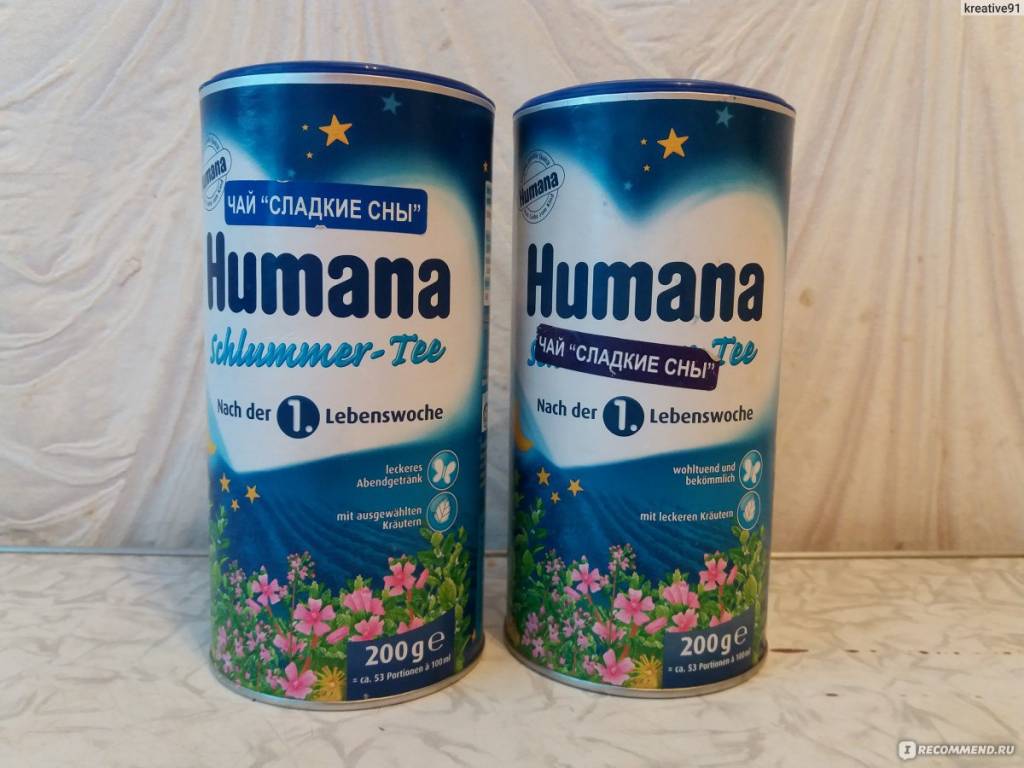 kreative91
Humana
ЧАЙ "СЛАДКИЕ СНЫ"
Humana
Schlummer-Tee
Nach der 1. Lebenswoche
leckeres
Abendgetränk
mit ausgewählten
Kräutern
200g e
= ca. 53 Portionen à 100 ml
Humana
Humana
Tee
ЧАЙ "СЛАДКИЕ СНЫ"
Nach der 1. Lebenswoche
wohltuend und
bekömmlich
mit leckeren Kräutern
200g e
= ca. 53 Portionen à 100 ml
I RECOMMEND.RU